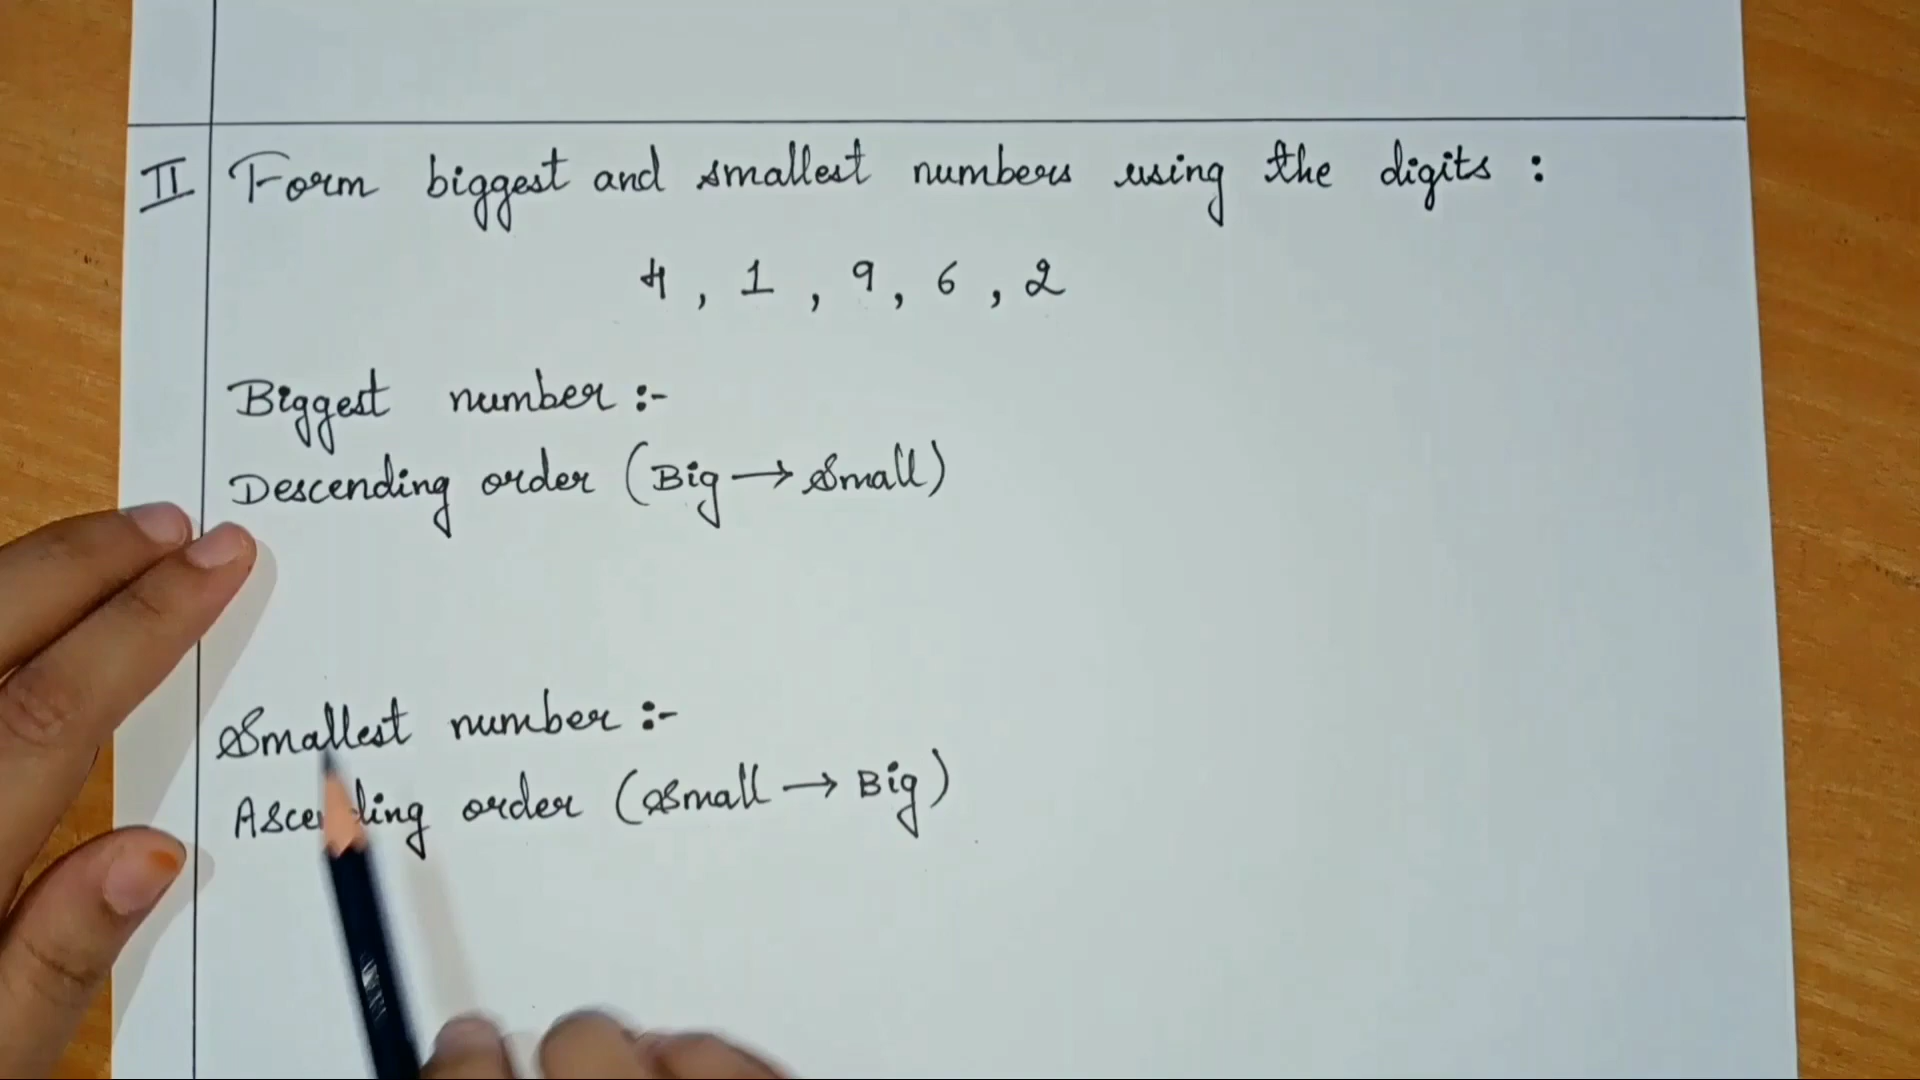 II Form biggest and smallest numbers using the digits :
4 , 1 , 9 , 6 , 2
Biggest number :-
Descending order (Big → Small)
Smallest number :-
Ascending order (Small → Big)